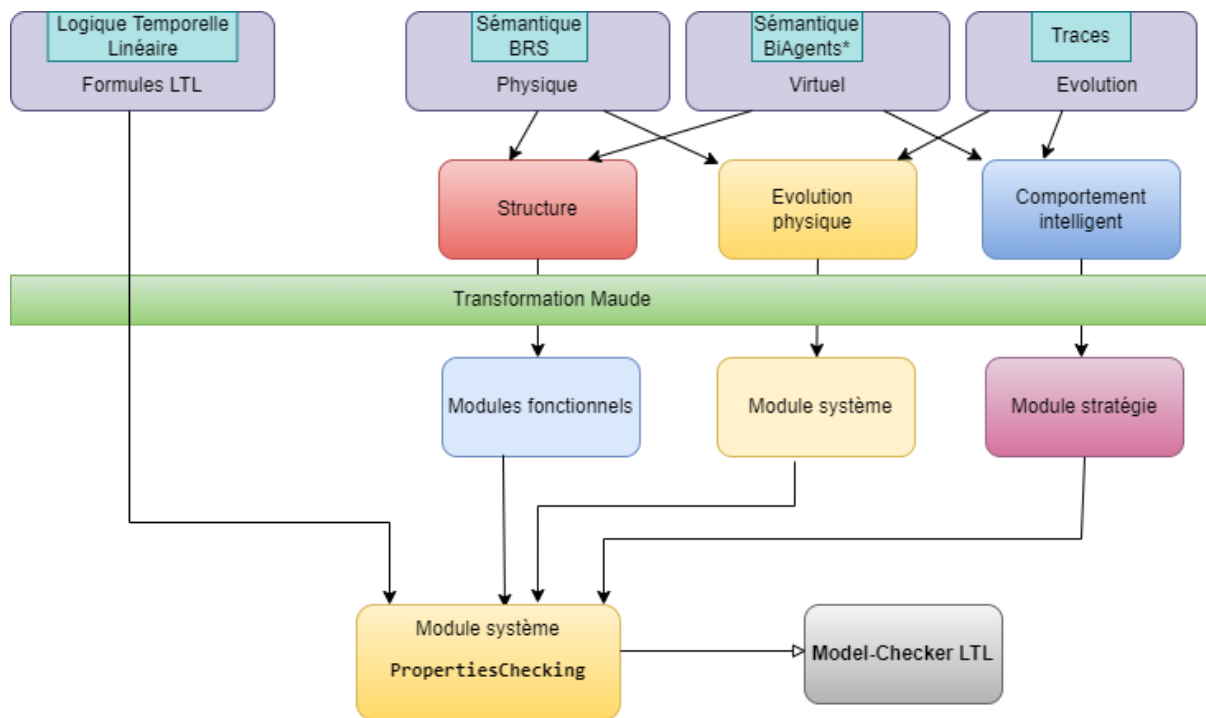 Logique Temporelle
Linéaire
Formules LTL
Sémantique
BRS
Physique
Sémantique
BiAgents*
Virtuel
Traces
Evolution
Structure
Evolution
physique
Comportement
intelligent
Transformation Maude
Modules fonctionnels
Module système
Module stratégie
Module système
PropertiesChecking
Model-Checker LTL